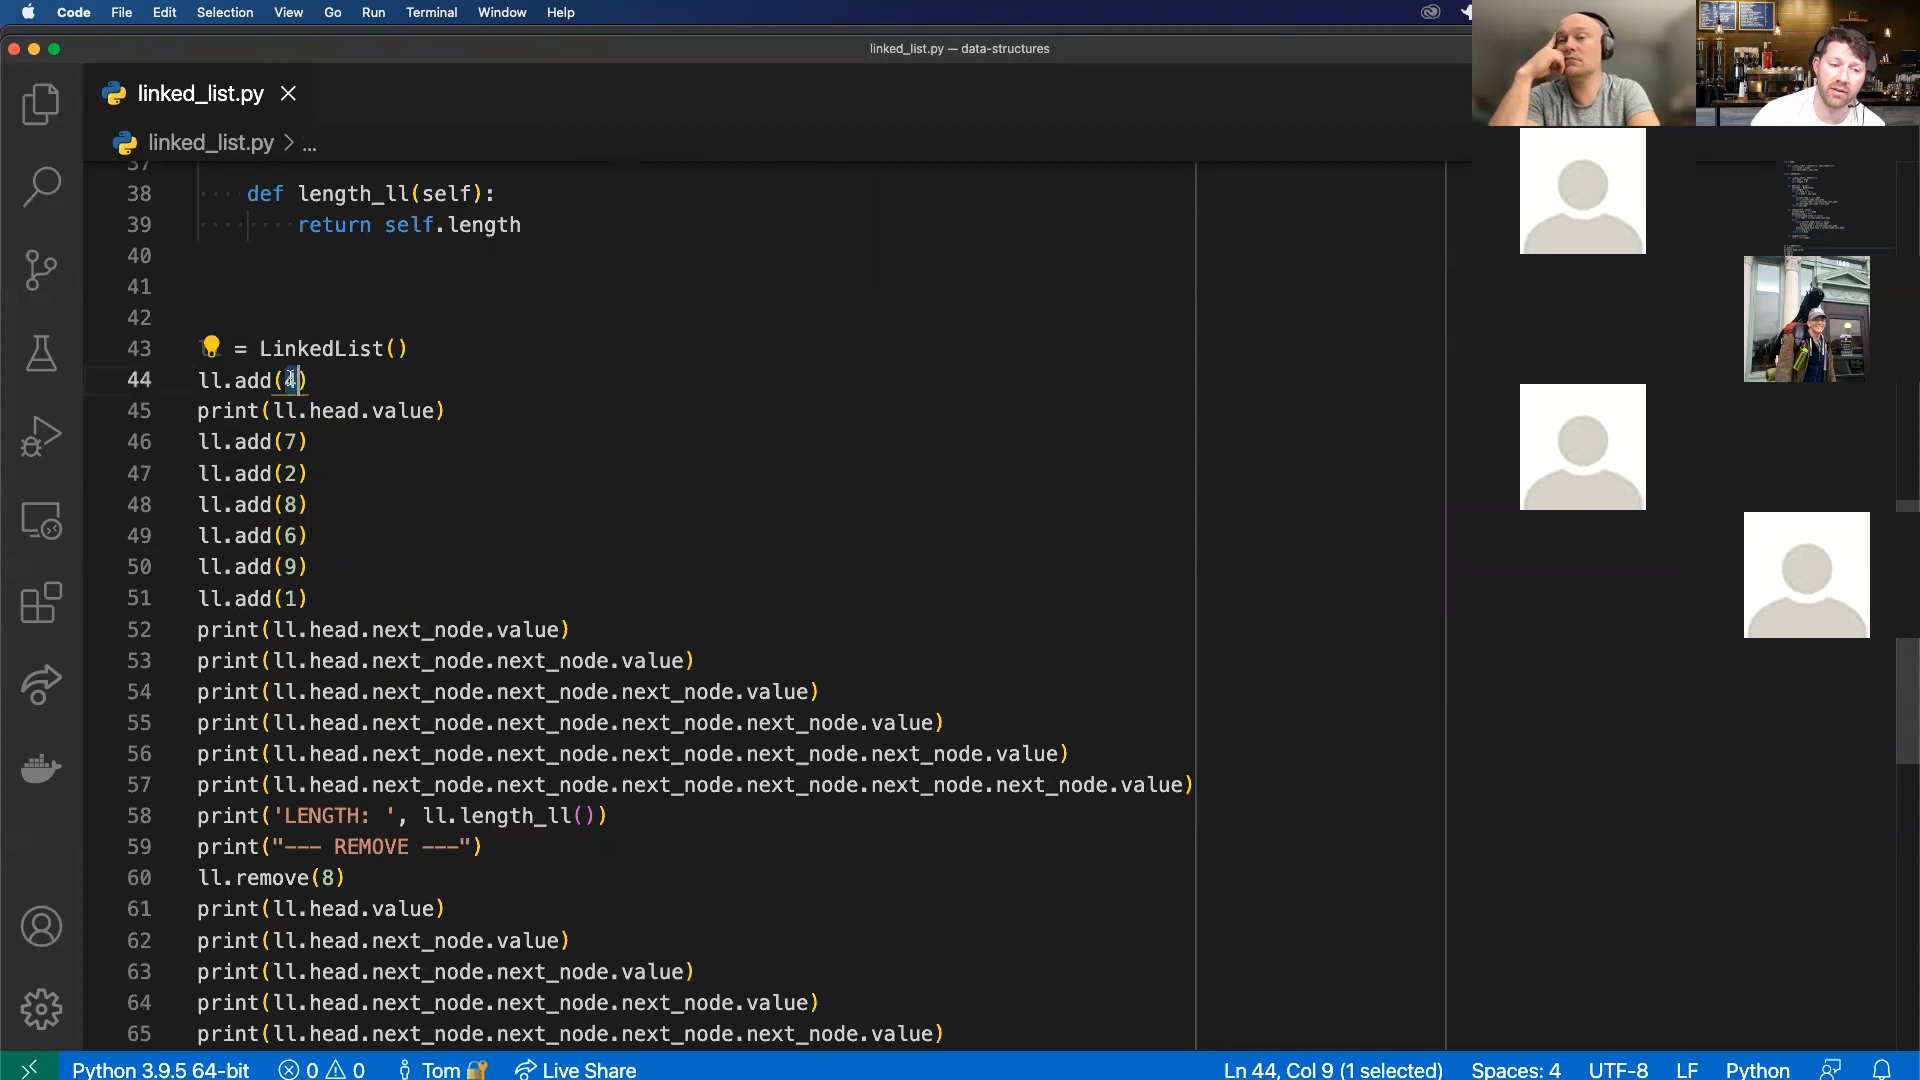 Code File Edit Selection View Go Run Terminal Window Help
linked_list.py — data-structures
linked_list.py
linked_list.py > ...
37
38 def length_ll(self):
39 return self.length
40
41
42
43 = LinkedList()
44 ll.add(4)
45 print(ll.head.value)
46 ll.add(7)
47 ll.add(2)
48 ll.add(8)
49 ll.add(6)
50 ll.add(9)
51 ll.add(1)
52 print(ll.head.next_node.value)
53 print(ll.head.next_node.next_node.value)
54 print(ll.head.next_node.next_node.next_node.value)
55 print(ll.head.next_node.next_node.next_node.next_node.value)
56 print(ll.head.next_node.next_node.next_node.next_node.next_node.value)
57 print(ll.head.next_node.next_node.next_node.next_node.next_node.next_node.value)
58 print('LENGTH: ', ll.length_ll())
59 print("--- REMOVE ---")
60 ll.remove(8)
61 print(ll.head.value)
62 print(ll.head.next_node.value)
63 print(ll.head.next_node.next_node.value)
64 print(ll.head.next_node.next_node.next_node.value)
65 print(ll.head.next_node.next_node.next_node.next_node.value)
Python 3.9.5 64-bit 0 0 Tom Live Share Ln 44, Col 9 (1 selected) Spaces: 4 UTF-8 LF Python